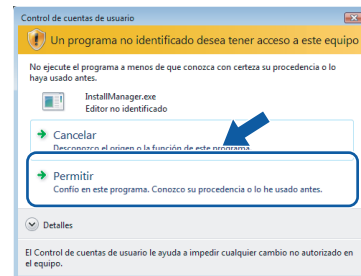 Control de cuentas de usuario
Un programa no identificado desea tener acceso a este equipo
No ejecute el programa a menos de que conozca con certeza su procedencia o lo
haya usado antes.
InstallManager.exe
Editor no identificado
Cancelar
Desconozco el origen o la función de este programa.
Permitir
Confío en este programa. Conozco su procedencia o lo he usado antes.
Detalles
El Control de cuentas de usuario le ayuda a impedir cualquier cambio no autorizado en
el equipo.